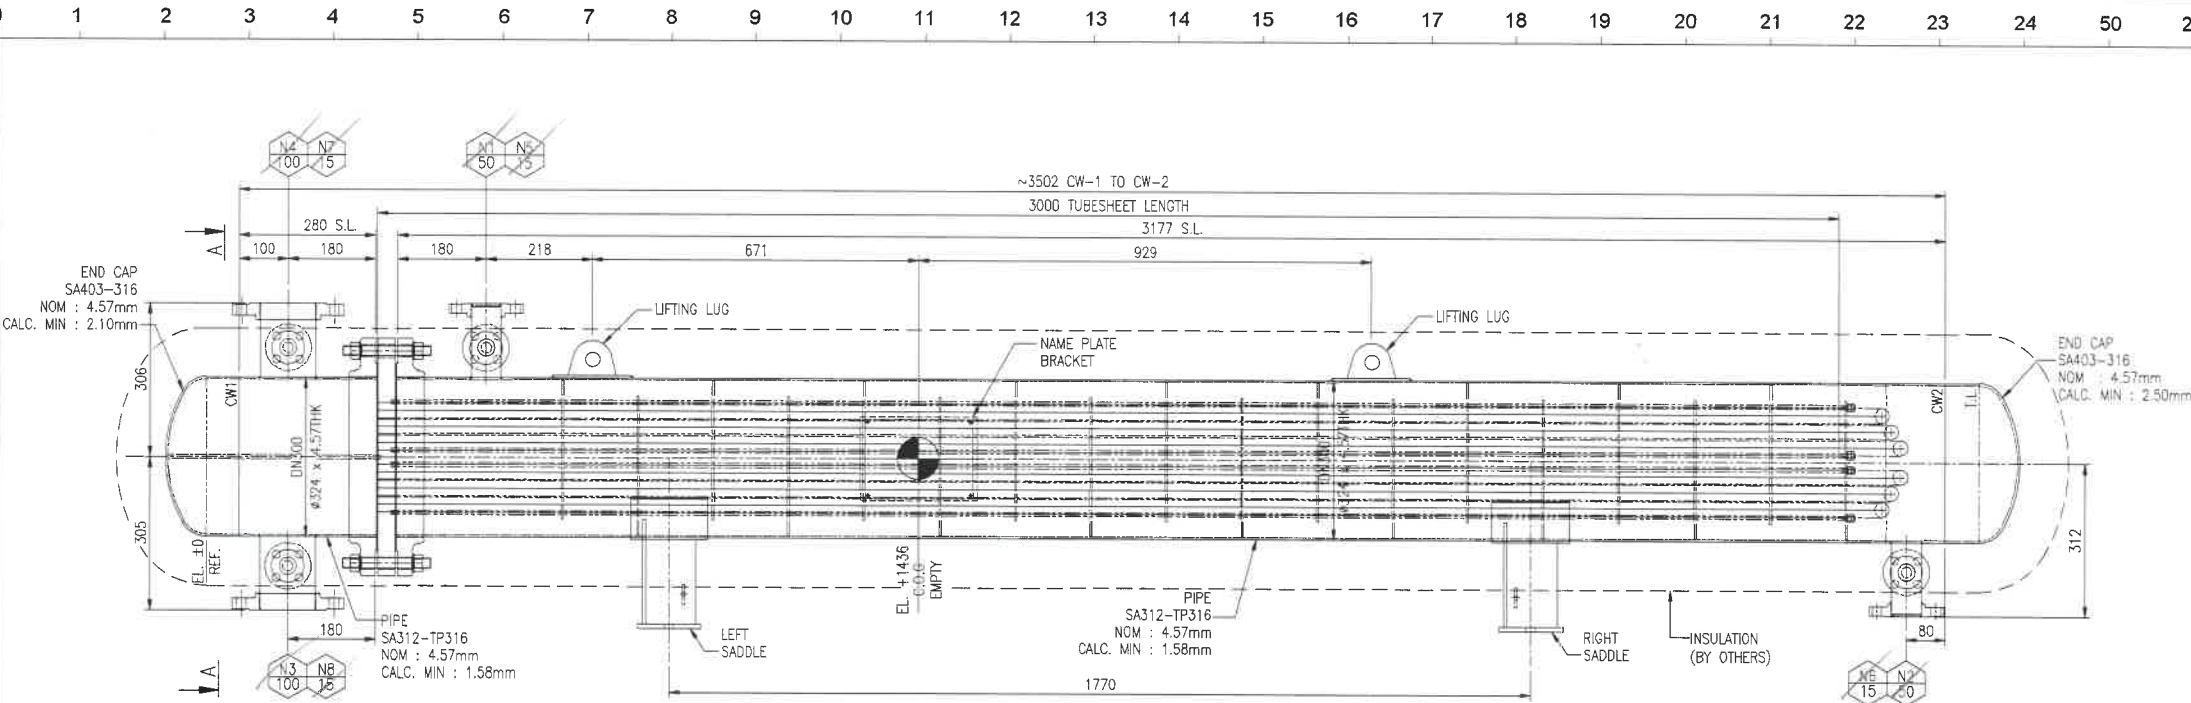 1 2 3 4 5 6 7 8 9 10 11 12 13 14 15 16 17 18 19 20 21 22 23 24 50
N4 N7
100 15
N1 N5
50 15
~3502 CW-1 TO CW-2
3000 TUBESHEET LENGTH
280 S.L.
3177 S.L.
A
100 180 180 218 671 929
END CAP
SA403-316
NOM : 4.57mm
CALC. MIN : 2.10mm
LIFTING LUG
LIFTING LUG
NAME PLATE
BRACKET
END CAP
SA403-316
NOM : 4.57mm
CALC. MIN : 2.50mm
306
CW1
DN300
ø324 x 4.57THK
DN300
ø324 x 4.57THK
CW2
T.L.
305
EL. ±0
REF.
312
EL. +1436
C.O.G
EMPTY
180
PIPE
SA312-TP316
NOM : 4.57mm
CALC. MIN : 1.58mm
LEFT
SADDLE
PIPE
SA312-TP316
NOM : 4.57mm
CALC. MIN : 1.58mm
RIGHT
SADDLE
INSULATION
(BY OTHERS)
80
A
N3 N8
100 15
1770
N6 N2
15 50